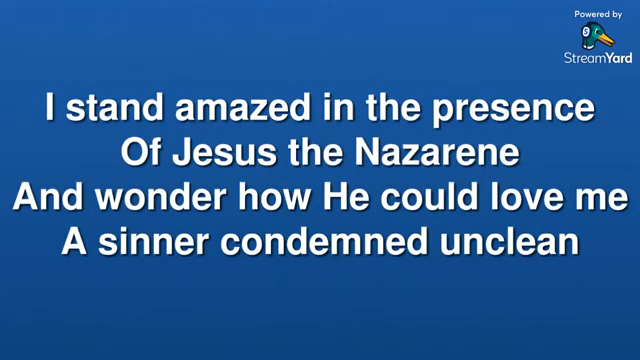 Powered by
StreamYard
I stand amazed in the presence
Of Jesus the Nazarene
And wonder how He could love me
A sinner condemned unclean